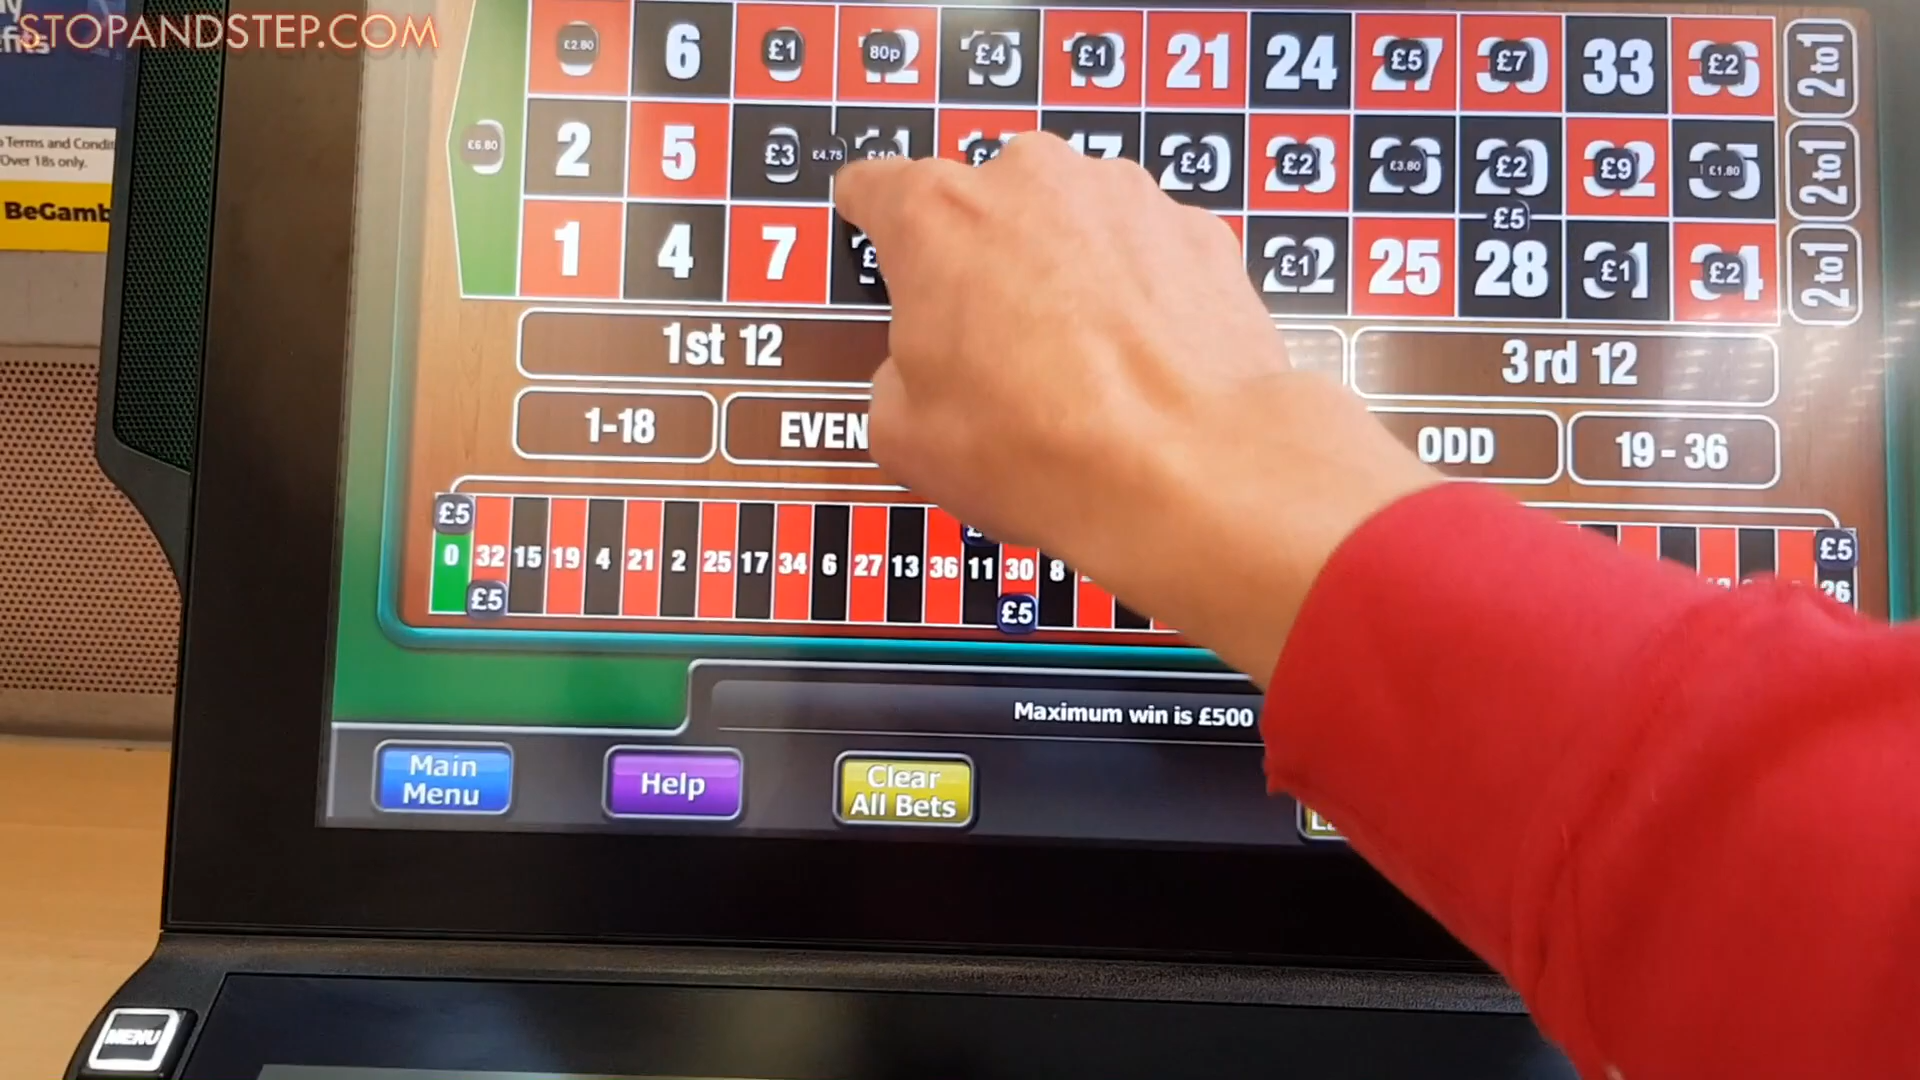 STOPANDSTEP.COM
Terms and Condit
Over 18s only.
BeGamb
£2.80 6 £1 80p £4 £1 21 24 £5 £7 33 £2 2 to 1
£6.80 2 5 £3 £4.75 £4 £2 £3.80 £2 £9 £1.80 2 to 1
£5
1 4 7 £1 25 28 £1 £2 2 to 1
1st 12 3rd 12
1-18 EVEN ODD 19 - 36
£5 £5
0 32 15 19 4 21 2 25 17 34 6 27 13 36 11 30 8 26
£5 £5
Maximum win is £500
Main
Menu
Help
Clear
All Bets
MENU